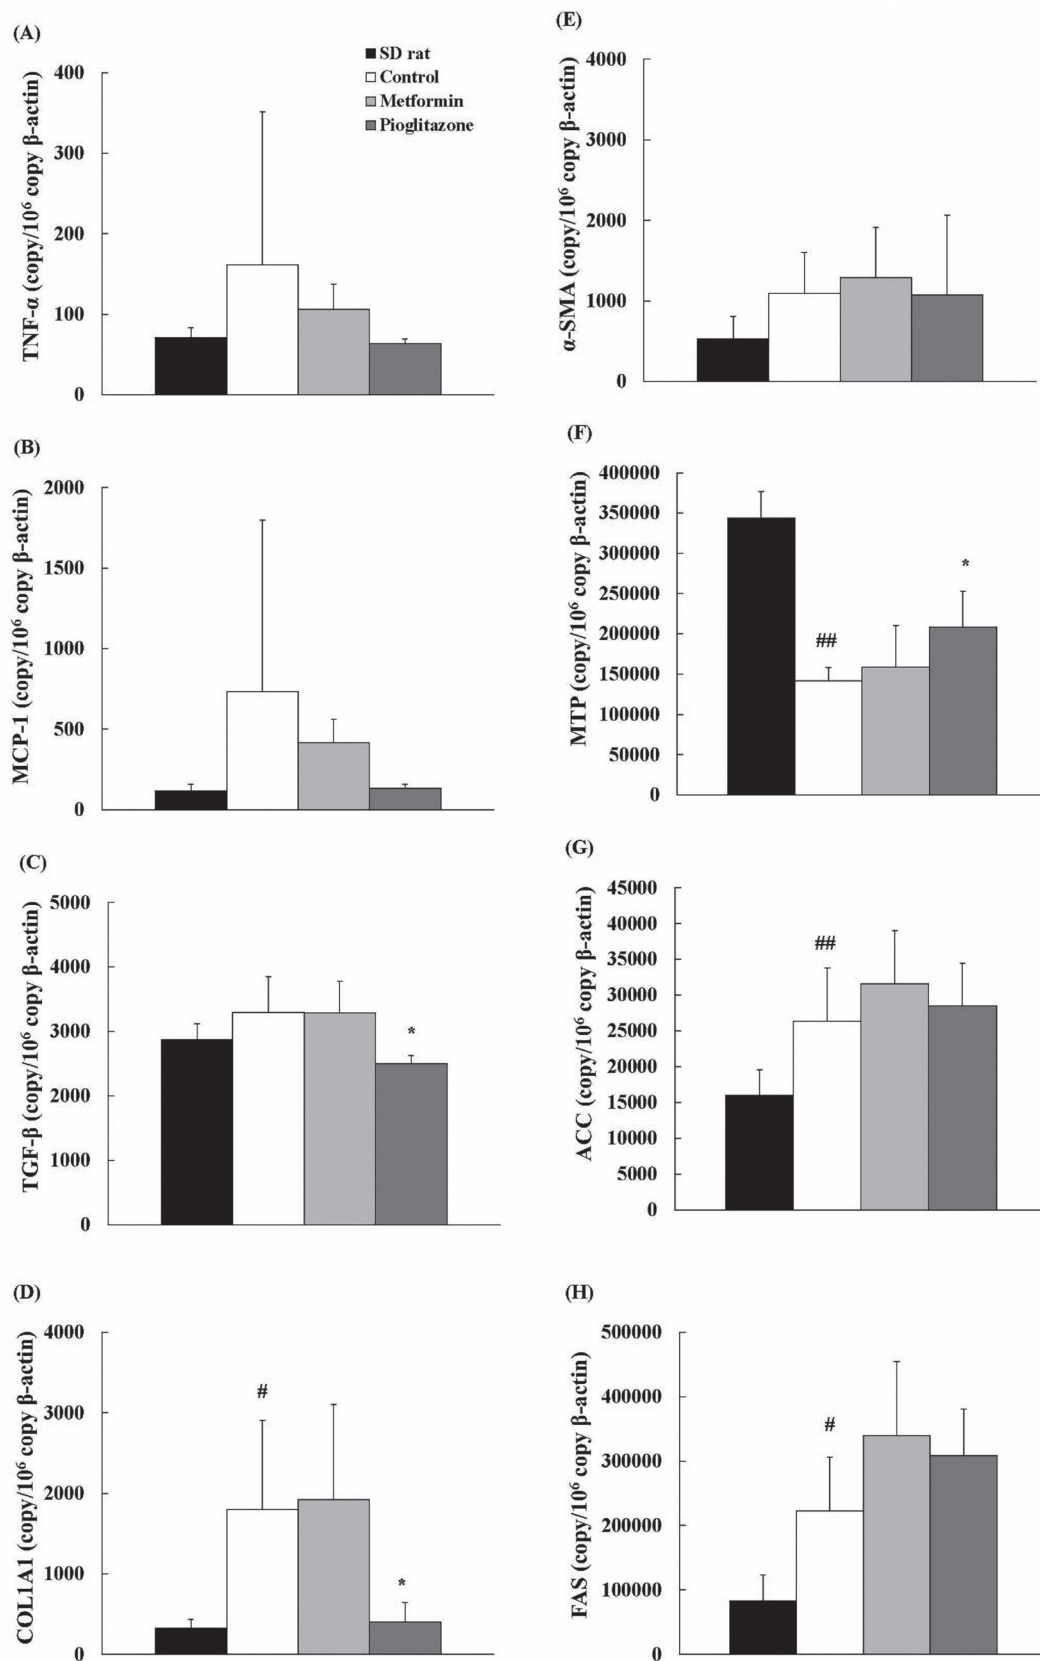 (A)
TNF-α (copy/10⁶ copy β-actin)
400
300
200
100
0
SD rat
Control
Metformin
Pioglitazone
(B)
MCP-1 (copy/10⁶ copy β-actin)
2000
1500
1000
500
0
(C)
TGF-β (copy/10⁶ copy β-actin)
5000
4000
3000
2000
1000
0
*
(D)
COL1A1 (copy/10⁶ copy β-actin)
4000
3000
2000
1000
0
#
*
(E)
α-SMA (copy/10⁶ copy β-actin)
4000
3000
2000
1000
0
(F)
MTP (copy/10⁶ copy β-actin)
400000
350000
300000
250000
200000
150000
100000
50000
0
##
*
(G)
ACC (copy/10⁶ copy β-actin)
45000
40000
35000
30000
25000
20000
15000
10000
5000
0
##
(H)
FAS (copy/10⁶ copy β-actin)
500000
400000
300000
200000
100000
0
#